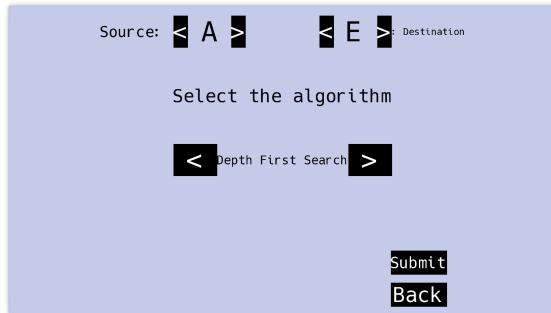 Source: < A > < E > : Destination
Select the algorithm
< Depth First Search >
Submit
Back